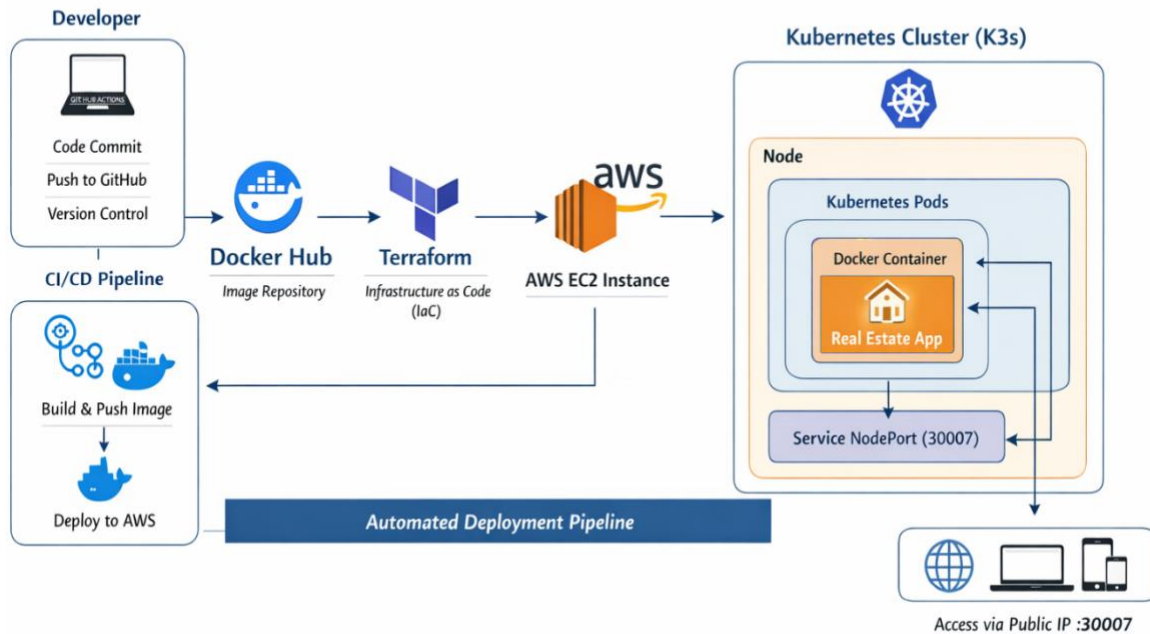 Developer
GIT HUB ACTIONS
Code Commit
Push to GitHub
Version Control
CI/CD Pipeline
Build & Push Image
Deploy to AWS
Docker Hub
Image Repository
Terraform
Infrastructure as Code
(IaC)
aws
AWS EC2 Instance
Automated Deployment Pipeline
Kubernetes Cluster (K3s)
Node
Kubernetes Pods
Docker Container
Real Estate App
Service NodePort (30007)
Access via Public IP :30007